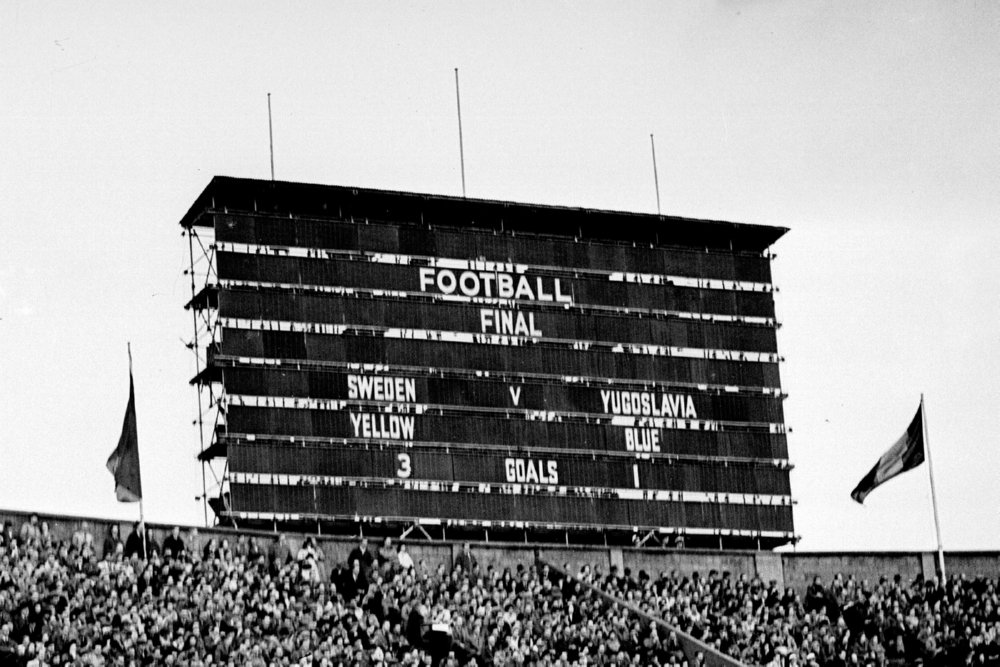 FOOTBALL
FINAL
SWEDEN V YUGOSLAVIA
YELLOW BLUE
3 GOALS 1